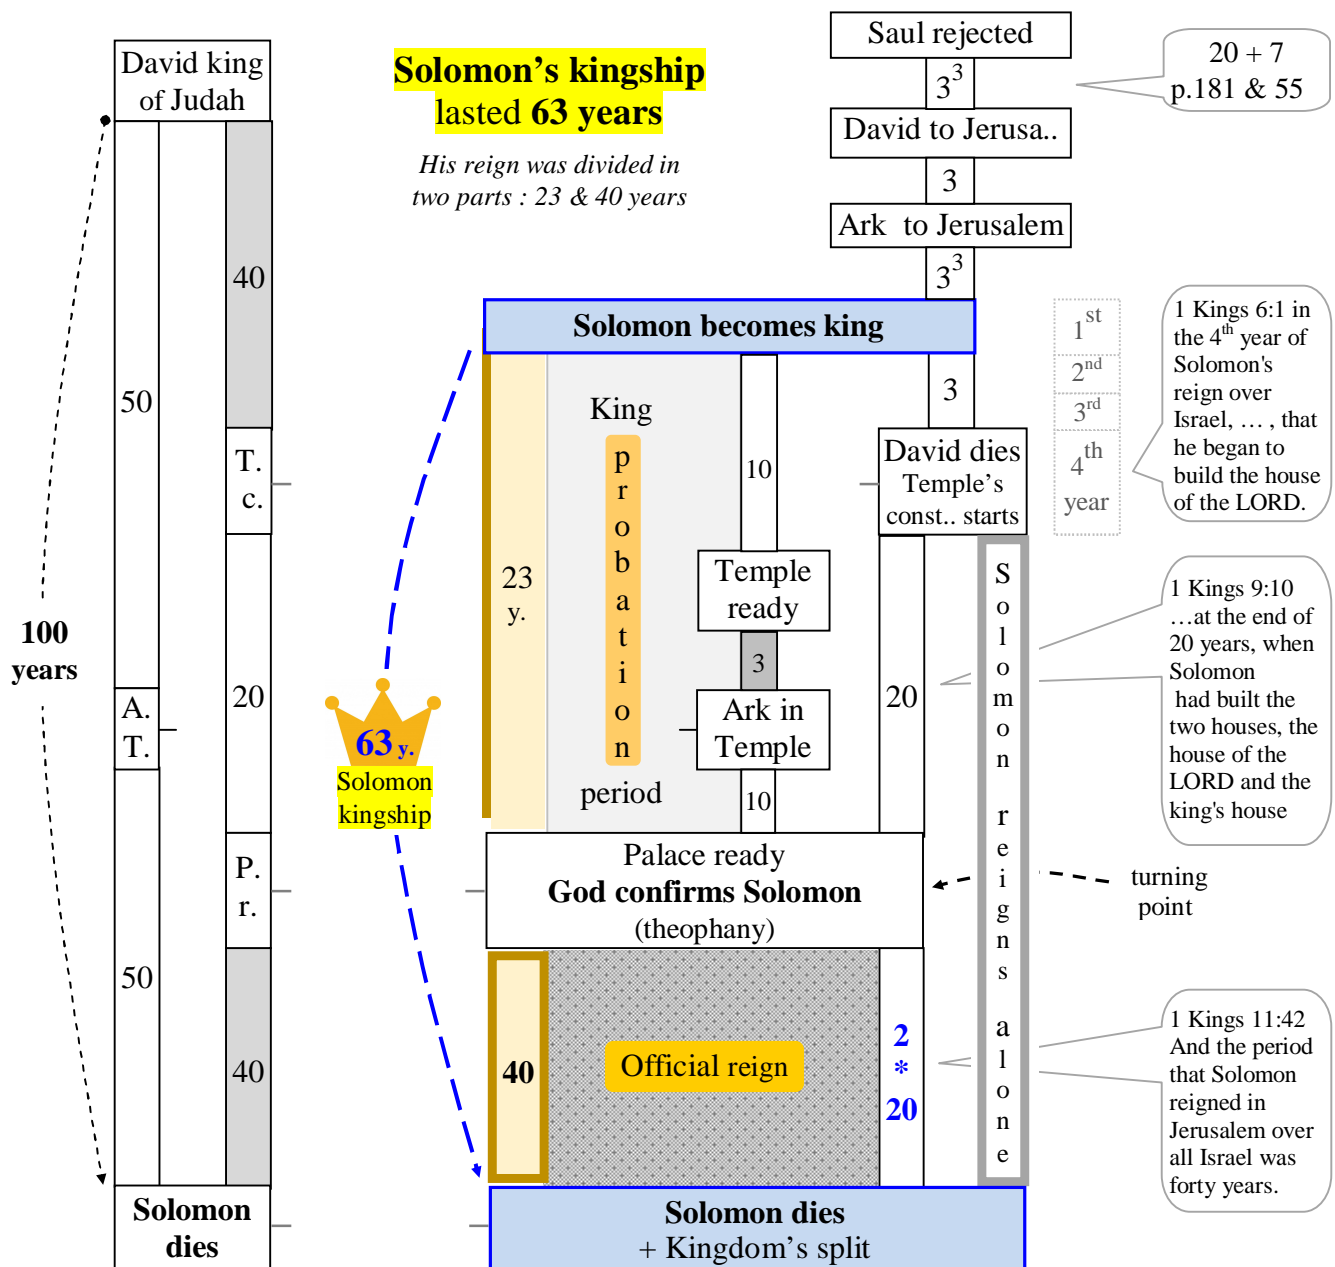 David king
of Judah
50
40
T.
c.
100
years
A.
T.
20
P.
r.
50
40
Solomon
dies
Solomon's kingship
lasted 63 years
His reign was divided in
two parts : 23 & 40 years
Saul rejected
3³
20 + 7
p.181 & 55
David to Jerusa..
3
Ark to Jerusalem
3³
Solomon becomes king
3
1st
2nd
3rd
4th
year
1 Kings 6:1 in
the 4th year of
Solomon's
reign over
Israel, … , that
he began to
build the house
of the LORD.
King
probation
period
23
y.
10
David dies
Temple's
const.. starts
Temple
ready
3
Ark in
Temple
10
20
Solomon reigns alone
1 Kings 9:10
…at the end of
20 years, when
Solomon
had built the
two houses, the
house of the
LORD and the
king's house
63 y.
Solomon
kingship
Palace ready
God confirms Solomon
(theophany)
turning
point
40
Official reign
2
*
20
1 Kings 11:42
And the period
that Solomon
reigned in
Jerusalem over
all Israel was
forty years.
Solomon dies
+ Kingdom's split